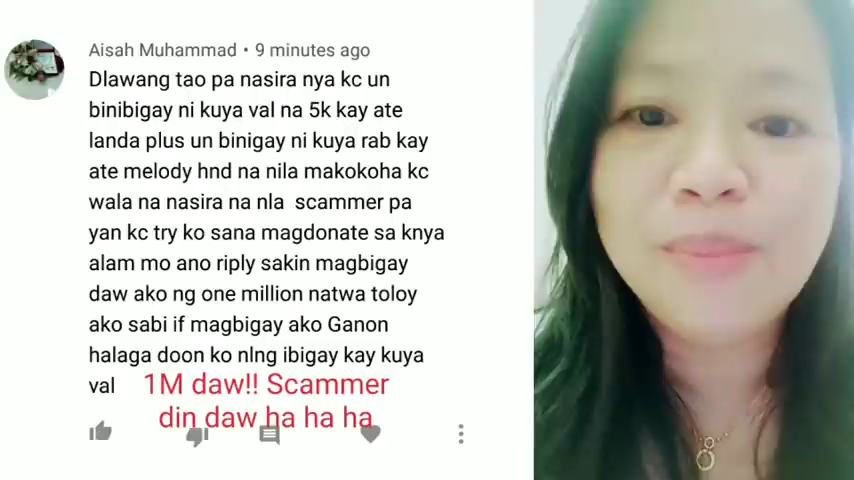 Aisah Muhammad • 9 minutes ago
Dlawang tao pa nasira nya kc un
binibigay ni kuya val na 5k kay ate
landa plus un binigay ni kuya rab kay
ate melody hnd na nila makokoha kc
wala na nasira na nla scammer pa
yan kc try ko sana magdonate sa knya
alam mo ano riply sakin magbigay
daw ako ng one million natwa toloy
ako sabi if magbigay ako Ganon
halaga doon ko nlng ibigay kay kuya
val
1M daw!! Scammer
din daw ha ha ha